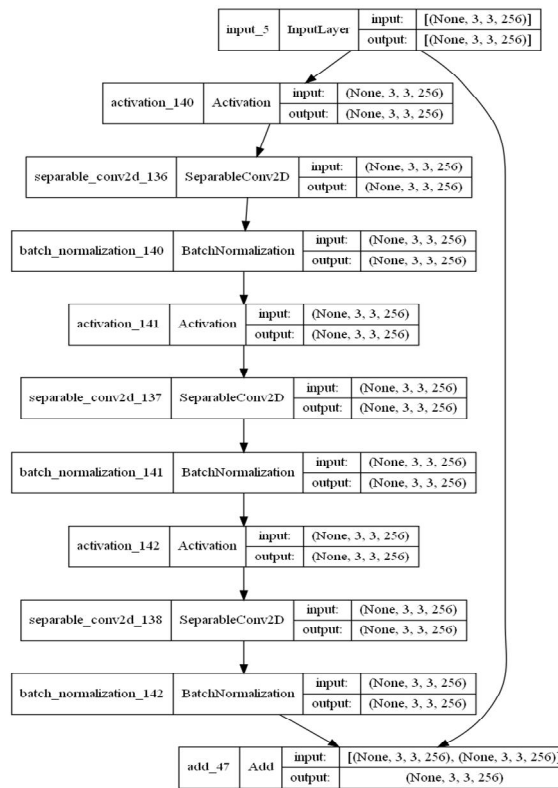 input_5 InputLayer input: [(None, 3, 3, 256)]
output: [(None, 3, 3, 256)]
activation_140 Activation input: (None, 3, 3, 256)
output: (None, 3, 3, 256)
separable_conv2d_136 SeparableConv2D input: (None, 3, 3, 256)
output: (None, 3, 3, 256)
batch_normalization_140 BatchNormalization input: (None, 3, 3, 256)
output: (None, 3, 3, 256)
activation_141 Activation input: (None, 3, 3, 256)
output: (None, 3, 3, 256)
separable_conv2d_137 SeparableConv2D input: (None, 3, 3, 256)
output: (None, 3, 3, 256)
batch_normalization_141 BatchNormalization input: (None, 3, 3, 256)
output: (None, 3, 3, 256)
activation_142 Activation input: (None, 3, 3, 256)
output: (None, 3, 3, 256)
separable_conv2d_138 SeparableConv2D input: (None, 3, 3, 256)
output: (None, 3, 3, 256)
batch_normalization_142 BatchNormalization input: (None, 3, 3, 256)
output: (None, 3, 3, 256)
add_47 Add input: [(None, 3, 3, 256), (None, 3, 3, 256)]
output: (None, 3, 3, 256)